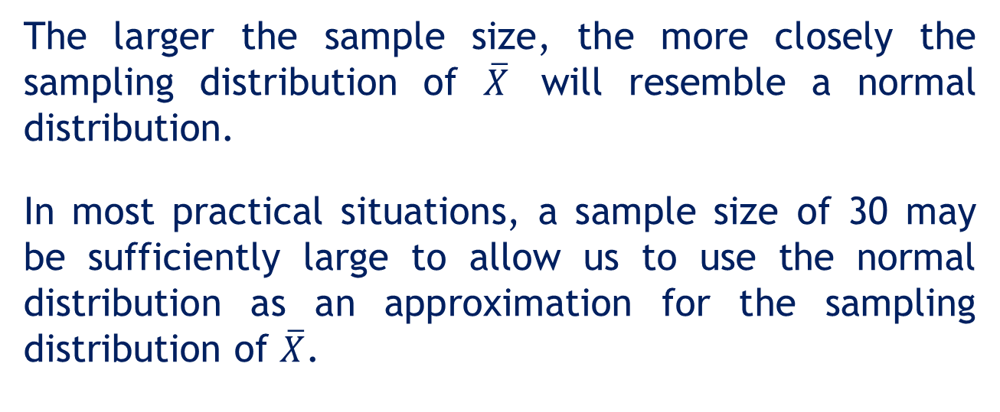 The larger the sample size, the more closely the
sampling distribution of X̅ will resemble a normal
distribution.
In most practical situations, a sample size of 30 may
be sufficiently large to allow us to use the normal
distribution as an approximation for the sampling
distribution of X̅.